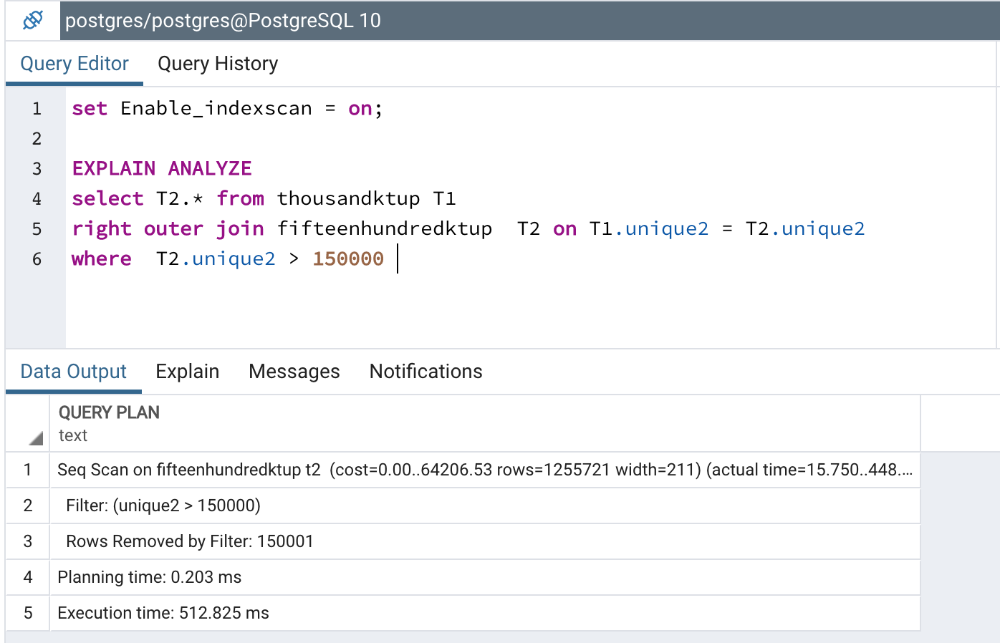 postgres/postgres@PostgreSQL 10
Query Editor Query History
1 set Enable_indexscan = on;
2
3 EXPLAIN ANALYZE
4 select T2.* from thousandktup T1
5 right outer join fifteenhundredktup  T2 on T1.unique2 = T2.unique2
6 where  T2.unique2 > 150000
Data Output Explain Messages Notifications
QUERY PLAN
text
1 Seq Scan on fifteenhundredktup t2  (cost=0.00..64206.53 rows=1255721 width=211) (actual time=15.750..448.…
2 Filter: (unique2 > 150000)
3 Rows Removed by Filter: 150001
4 Planning time: 0.203 ms
5 Execution time: 512.825 ms